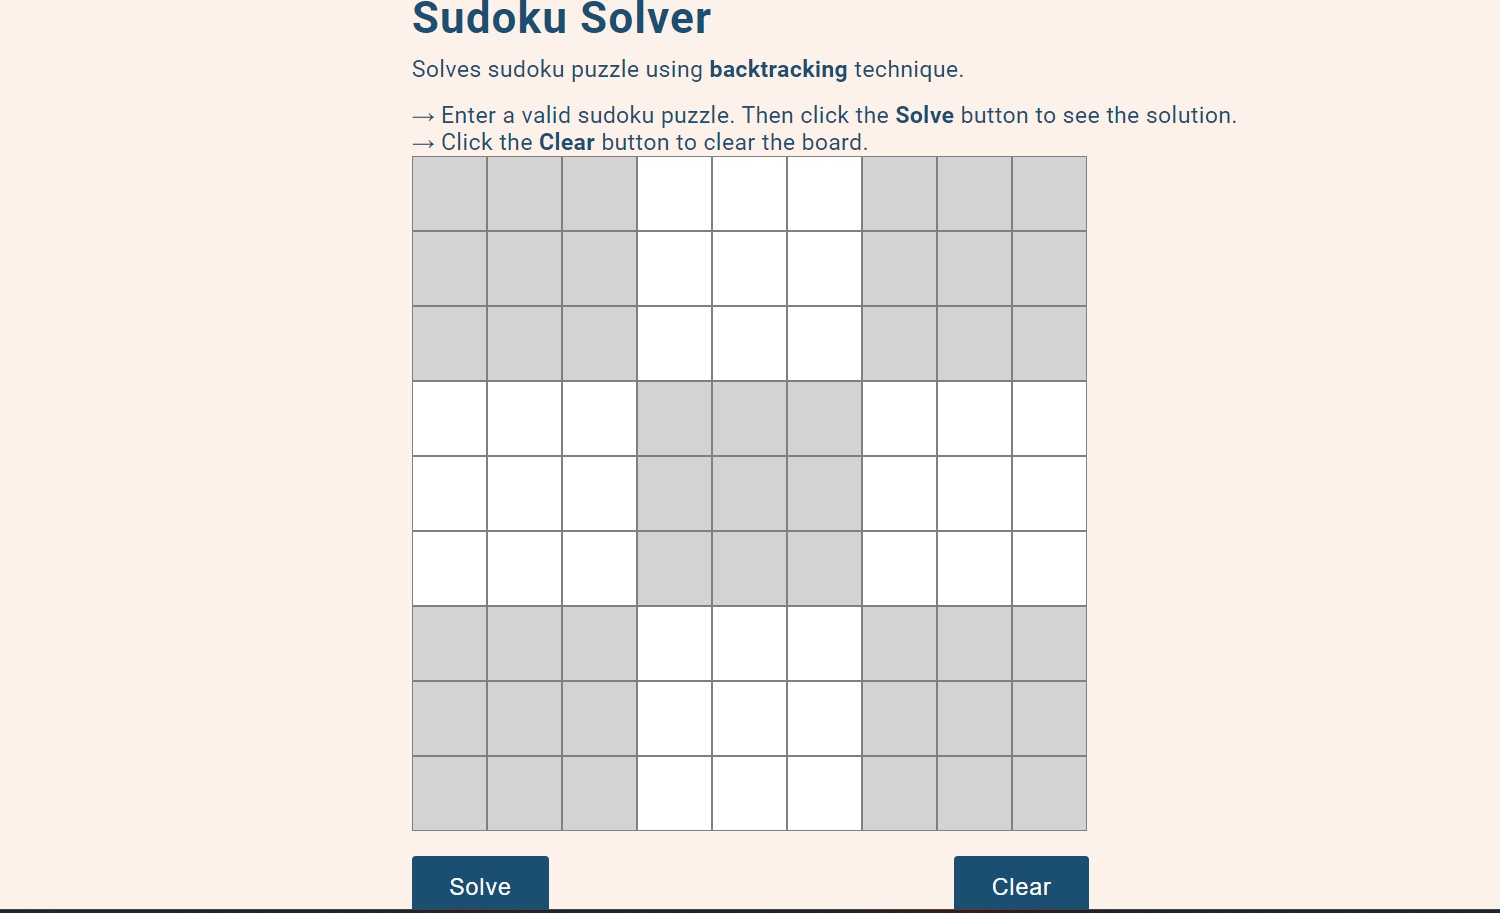 Sudoku Solver
Solves sudoku puzzle using backtracking technique.
→ Enter a valid sudoku puzzle. Then click the Solve button to see the solution.
→ Click the Clear button to clear the board.
Solve
Clear